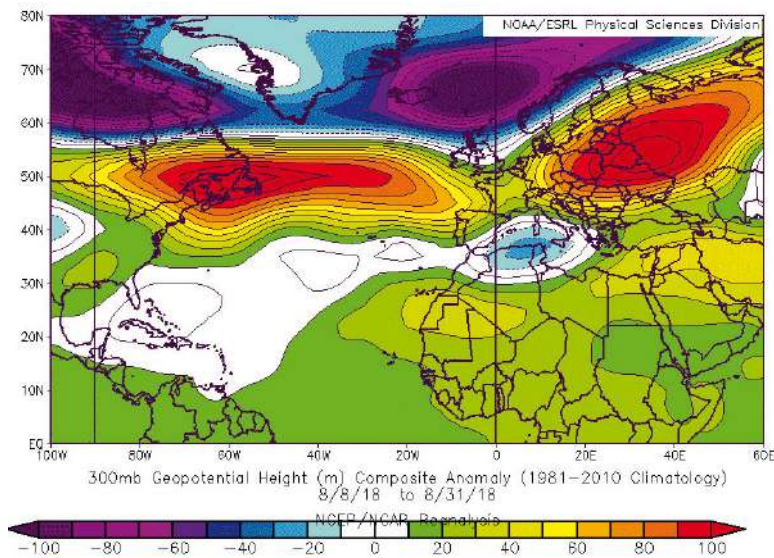 NOAA/ESRL Physical Sciences Division
80N
70N
60N
50N
40N
30N
20N
10N
EQ
100W 80W 60W 40W 20W 0 20E 40E 60E
300mb Geopotential Height (m) Composite Anomaly (1981-2010 Climatology)
8/8/18 to 8/31/18
NCEP/NCAR Reanalysis
-100 -80 -60 -40 -20 0 20 40 60 80 100